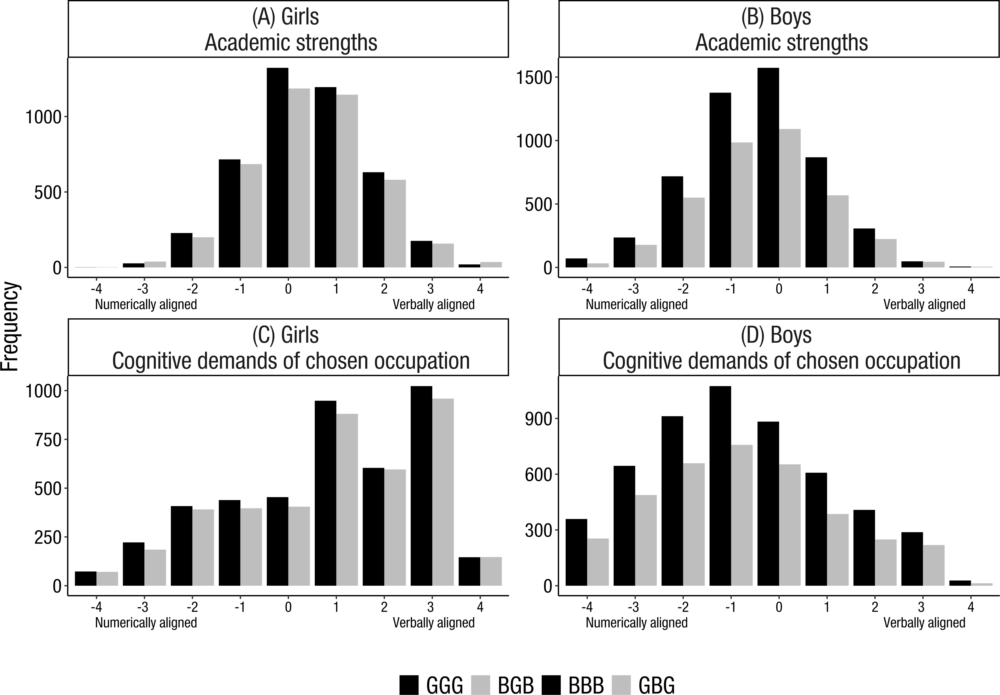 (A) Girls
Academic strengths
(B) Boys
Academic strengths
1000
500
0
1500
1000
500
0
-4 -3 -2 -1 0 1 2 3 4
Numerically aligned Verbally aligned
-4 -3 -2 -1 0 1 2 3 4
Numerically aligned Verbally aligned
Frequency
(C) Girls
Cognitive demands of chosen occupation
(D) Boys
Cognitive demands of chosen occupation
1000
750
500
250
0
900
600
300
0
-4 -3 -2 -1 0 1 2 3 4
Numerically aligned Verbally aligned
-4 -3 -2 -1 0 1 2 3 4
Numerically aligned Verbally aligned
GGG BGB BBB GBG